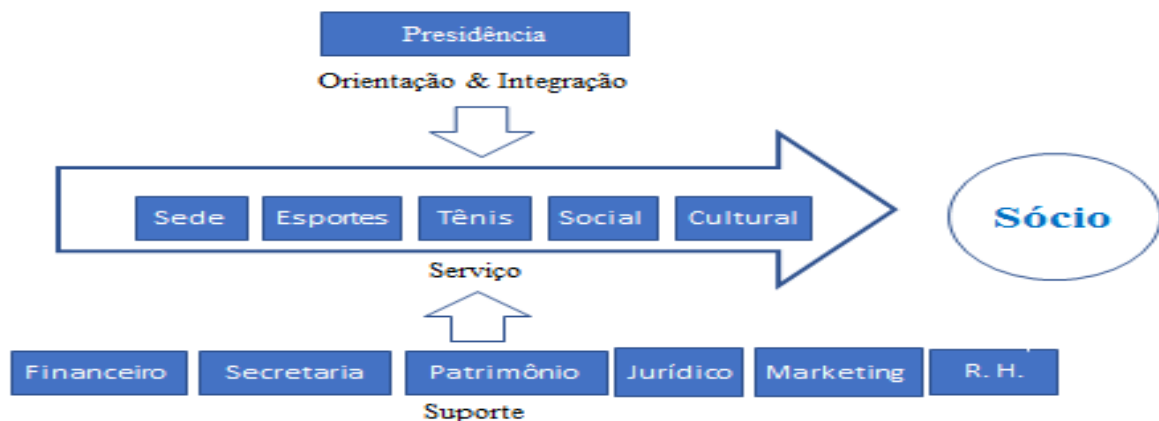 Presidência
Orientação & Integração
Sede Esportes Tênis Social Cultural
Sócio
Serviço
Financeiro Secretaria Patrimônio Jurídico Marketing R. H.
Suporte